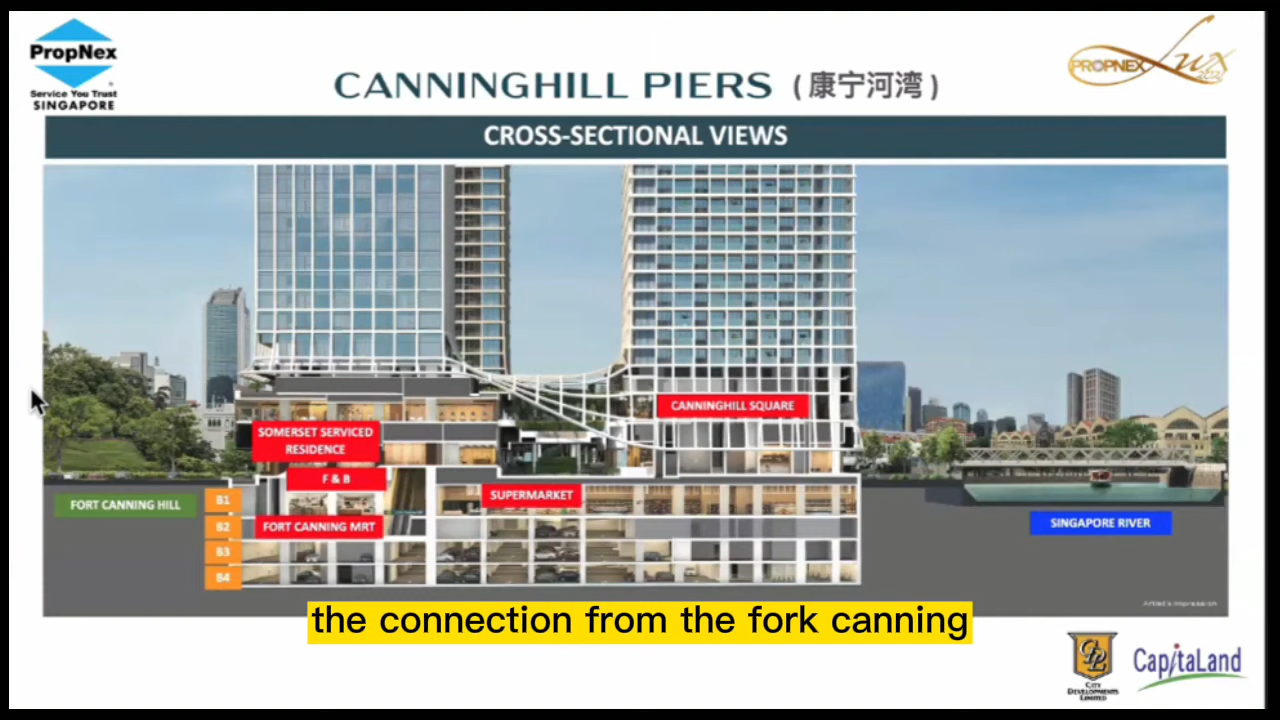 PropNex
Service You Trust
SINGAPORE
CANNINGHILL PIERS (康宁河湾)
PROPNEX Lux
CROSS-SECTIONAL VIEWS
CANNINGHILL SQUARE
SOMERSET SERVICED
RESIDENCE
F & B
SUPERMARKET
FORT CANNING HILL
B1
B2
FORT CANNING MRT
B3
B4
SINGAPORE RIVER
Artist's Impression
the connection from the fork canning
CDL
CITY
DEVELOPMENTS
LIMITED
CapitaLand